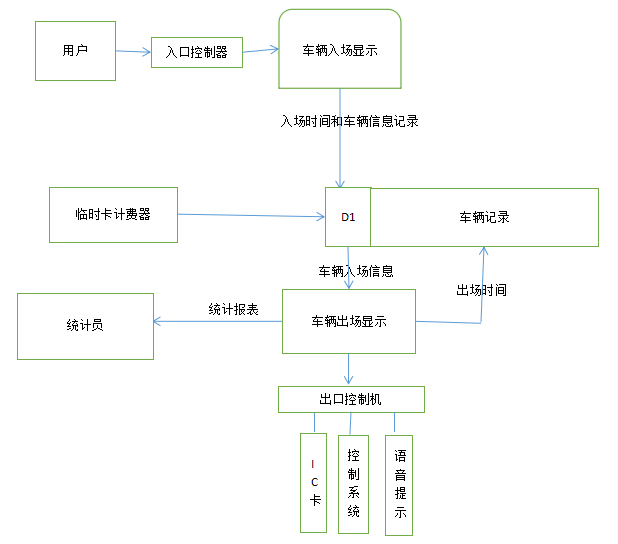 用户
入口控制器
车辆入场显示
入场时间和车辆信息记录
临时卡计费器
D1
车辆记录
车辆入场信息
出场时间
统计报表
统计员
车辆出场显示
出口控制机
IC卡
控制系统
语音提示